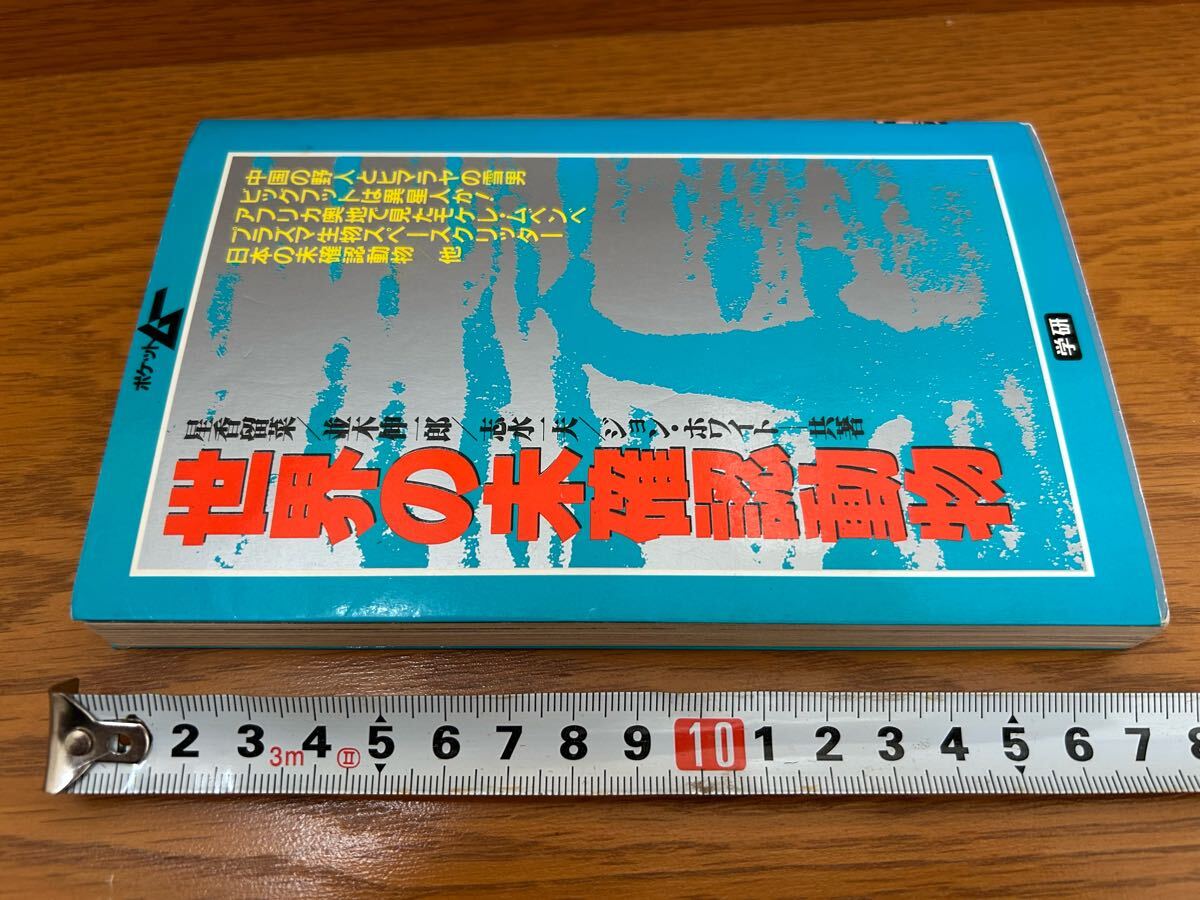 ポケット
ムー
中国の野人とヒマラヤの雪男
ビッグフットは異星人か!
アフリカ奥地で見たモケレ・ムベンベ
プラズマ生物スペースクリッター
日本の未確認動物 他
星香留菜/並木伸一郎/志水一夫/ジョン・ホワイト 共著
世界の未確認動物
学研
2 3 4 5 6 7 8 9 10 1 2 3 4 5 6 7 8
3m